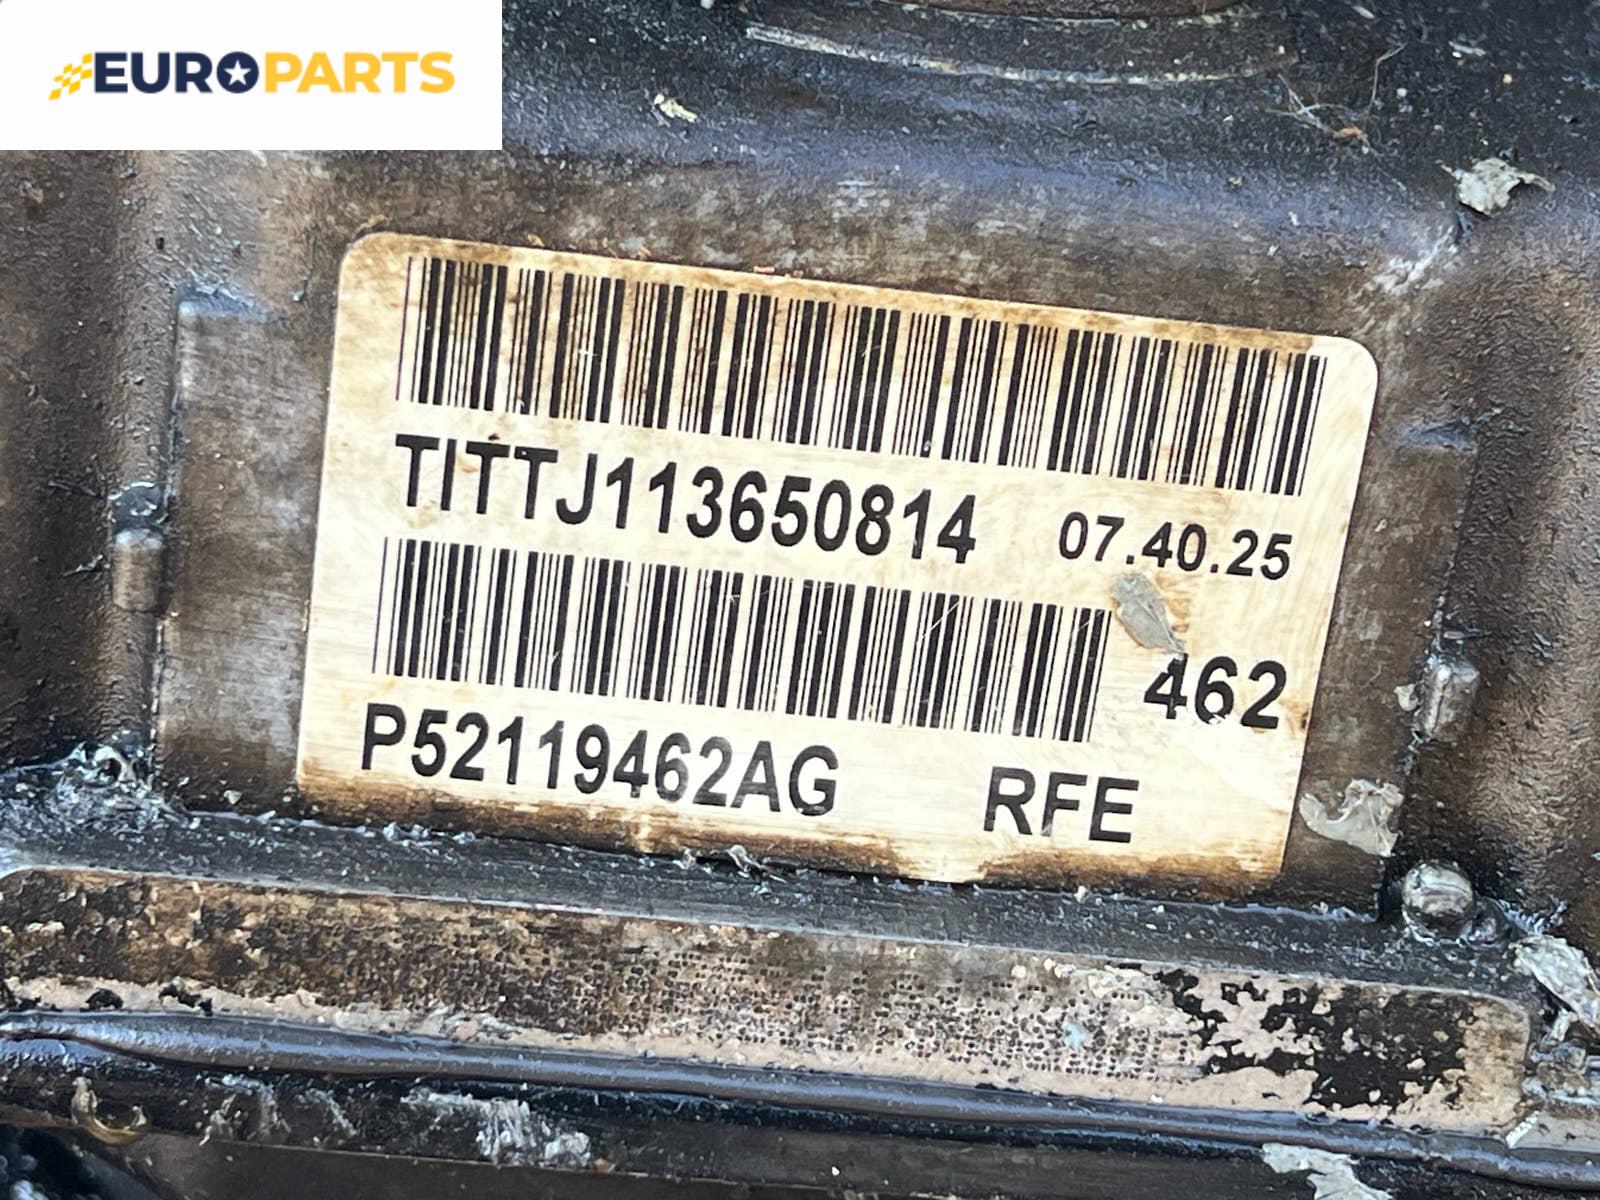 EUROPARTS
TITTJ113650814 07.40.25
462
P52119462AG RFE